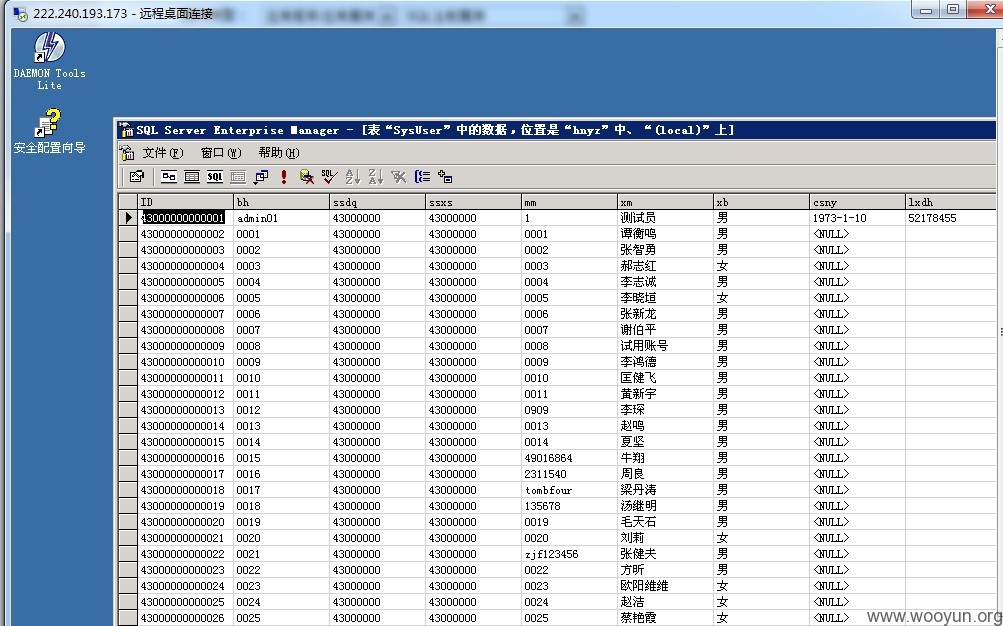 222.240.193.173 - 远程桌面连接
DAEMON Tools
Lite
安全配置向导
SQL Server Enterprise Manager - [表“SysUser”中的数据，位置是“hnyz”中、“(local)”上]
文件(F) 窗口(W) 帮助(H)
ID bh ssdq ssxs mm xm xb csny lxdh
43000000000001 admin01 43000000 43000000 1 测试员 男 1973-1-10 52178455
43000000000002 0001 43000000 43000000 0001 谭衡鸣 男 <NULL>
43000000000003 0002 43000000 43000000 0002 张智勇 男 <NULL>
43000000000004 0003 43000000 43000000 0003 郝志红 女 <NULL>
43000000000005 0004 43000000 43000000 0004 李志诚 男 <NULL>
43000000000006 0005 43000000 43000000 0005 李晓垣 女 <NULL>
43000000000007 0006 43000000 43000000 0006 张新龙 男 <NULL>
43000000000008 0007 43000000 43000000 0007 谢伯平 男 <NULL>
43000000000009 0008 43000000 43000000 0008 试用账号 男 <NULL>
43000000000010 0009 43000000 43000000 0009 李鸿德 男 <NULL>
43000000000011 0010 43000000 43000000 0010 匡健飞 男 <NULL>
43000000000012 0011 43000000 43000000 0011 黄新宇 男 <NULL>
43000000000013 0012 43000000 43000000 0909 李琛 男 <NULL>
43000000000014 0013 43000000 43000000 0013 赵鸣 男 <NULL>
43000000000015 0014 43000000 43000000 0014 夏坚 男 <NULL>
43000000000016 0015 43000000 43000000 49016864 牛翔 男 <NULL>
43000000000017 0016 43000000 43000000 2311540 周良 男 <NULL>
43000000000018 0017 43000000 43000000 tombfour 梁丹涛 男 <NULL>
43000000000019 0018 43000000 43000000 135678 汤继明 男 <NULL>
43000000000020 0019 43000000 43000000 0019 毛天石 男 <NULL>
43000000000021 0020 43000000 43000000 0020 刘莉 女 <NULL>
43000000000022 0021 43000000 43000000 zjf123456 张健夫 男 <NULL>
43000000000023 0022 43000000 43000000 0022 方昕 男 <NULL>
43000000000024 0023 43000000 43000000 0023 欧阳维维 女 <NULL>
43000000000025 0024 43000000 43000000 0024 赵洁 女 <NULL>
43000000000026 0025 43000000 43000000 0025 蔡艳霞 女 <NULL>
www.wooyun.org